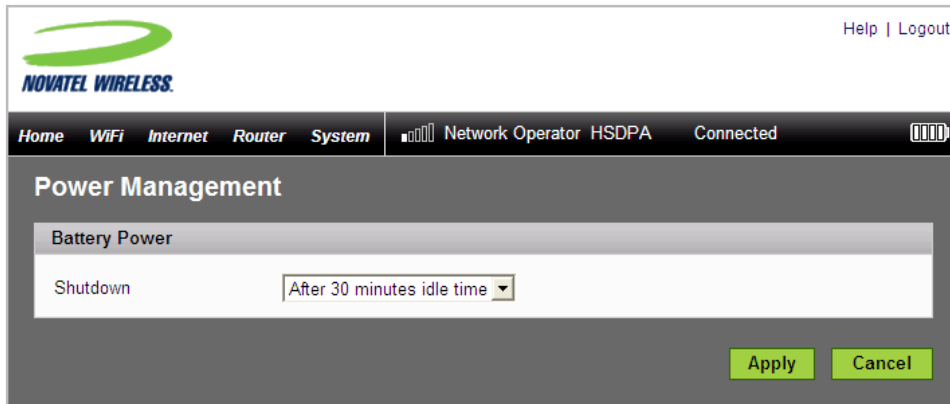 Help | Logout
NOVATEL WIRELESS.
Home WiFi Internet Router System Network Operator HSDPA Connected
Power Management
Battery Power
Shutdown After 30 minutes idle time
Apply Cancel